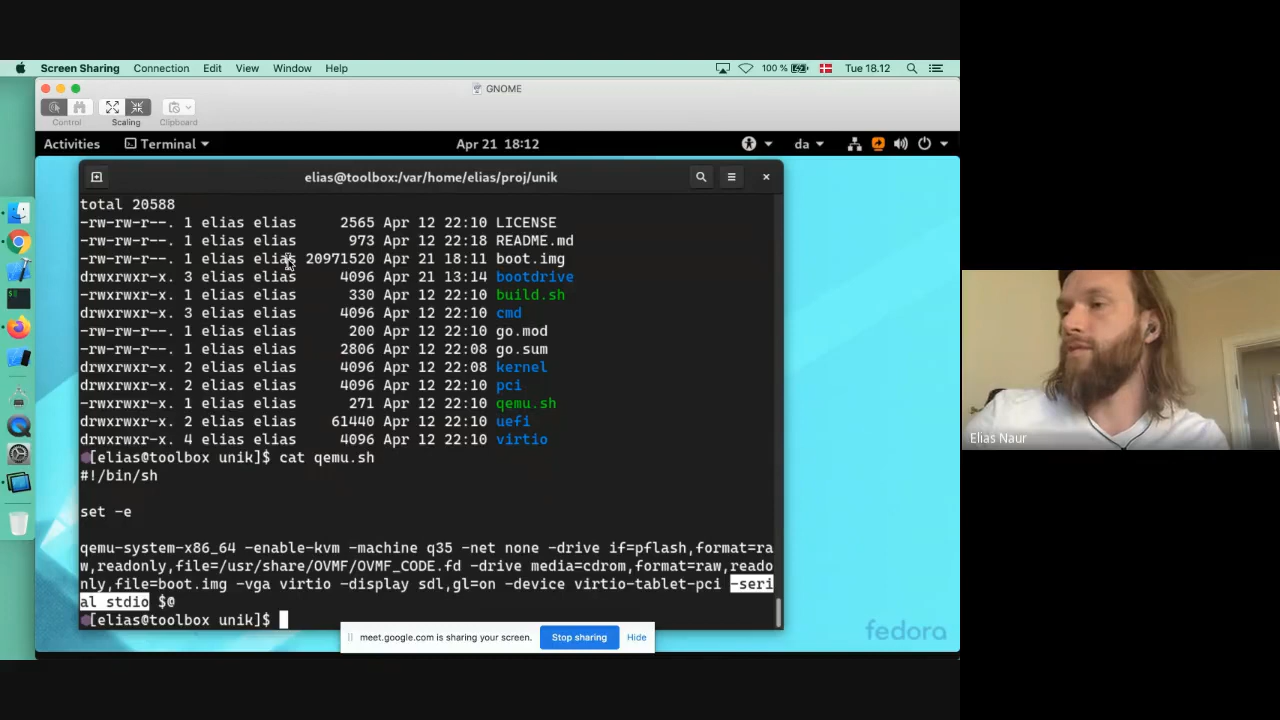 Screen Sharing Connection Edit View Window Help 100 % Tue 18.12
GNOME
Control Scaling Clipboard
Activities Terminal Apr 21 18:12 da
elias@toolbox:/var/home/elias/proj/unik
total 20588
-rw-rw-r--. 1 elias elias 2565 Apr 12 22:10 LICENSE
-rw-rw-r--. 1 elias elias 973 Apr 12 22:18 README.md
-rw-rw-r--. 1 elias elias 20971520 Apr 21 18:11 boot.img
drwxrwxr-x. 3 elias elias 4096 Apr 21 13:14 bootdrive
-rwxrwxr-x. 1 elias elias 330 Apr 12 22:10 build.sh
drwxrwxr-x. 3 elias elias 4096 Apr 12 22:10 cmd
-rw-rw-r--. 1 elias elias 200 Apr 12 22:10 go.mod
-rw-rw-r--. 1 elias elias 2806 Apr 12 22:08 go.sum
drwxrwxr-x. 2 elias elias 4096 Apr 12 22:08 kernel
drwxrwxr-x. 2 elias elias 4096 Apr 12 22:10 pci
-rwxrwxr-x. 1 elias elias 271 Apr 12 22:10 qemu.sh
drwxrwxr-x. 2 elias elias 61440 Apr 12 22:10 uefi
drwxrwxr-x. 4 elias elias 4096 Apr 12 22:10 virtio
[elias@toolbox unik]$ cat qemu.sh
#!/bin/sh
set -e
qemu-system-x86_64 -enable-kvm -machine q35 -net none -drive if=pflash,format=ra
w,readonly,file=/usr/share/OVMF/OVMF_CODE.fd -drive media=cdrom,format=raw,reado
nly,file=boot.img -vga virtio -display sdl,gl=on -device virtio-tablet-pci -seri
al stdio $@
[elias@toolbox unik]$
meet.google.com is sharing your screen. Stop sharing Hide
fedora
Elias Naur